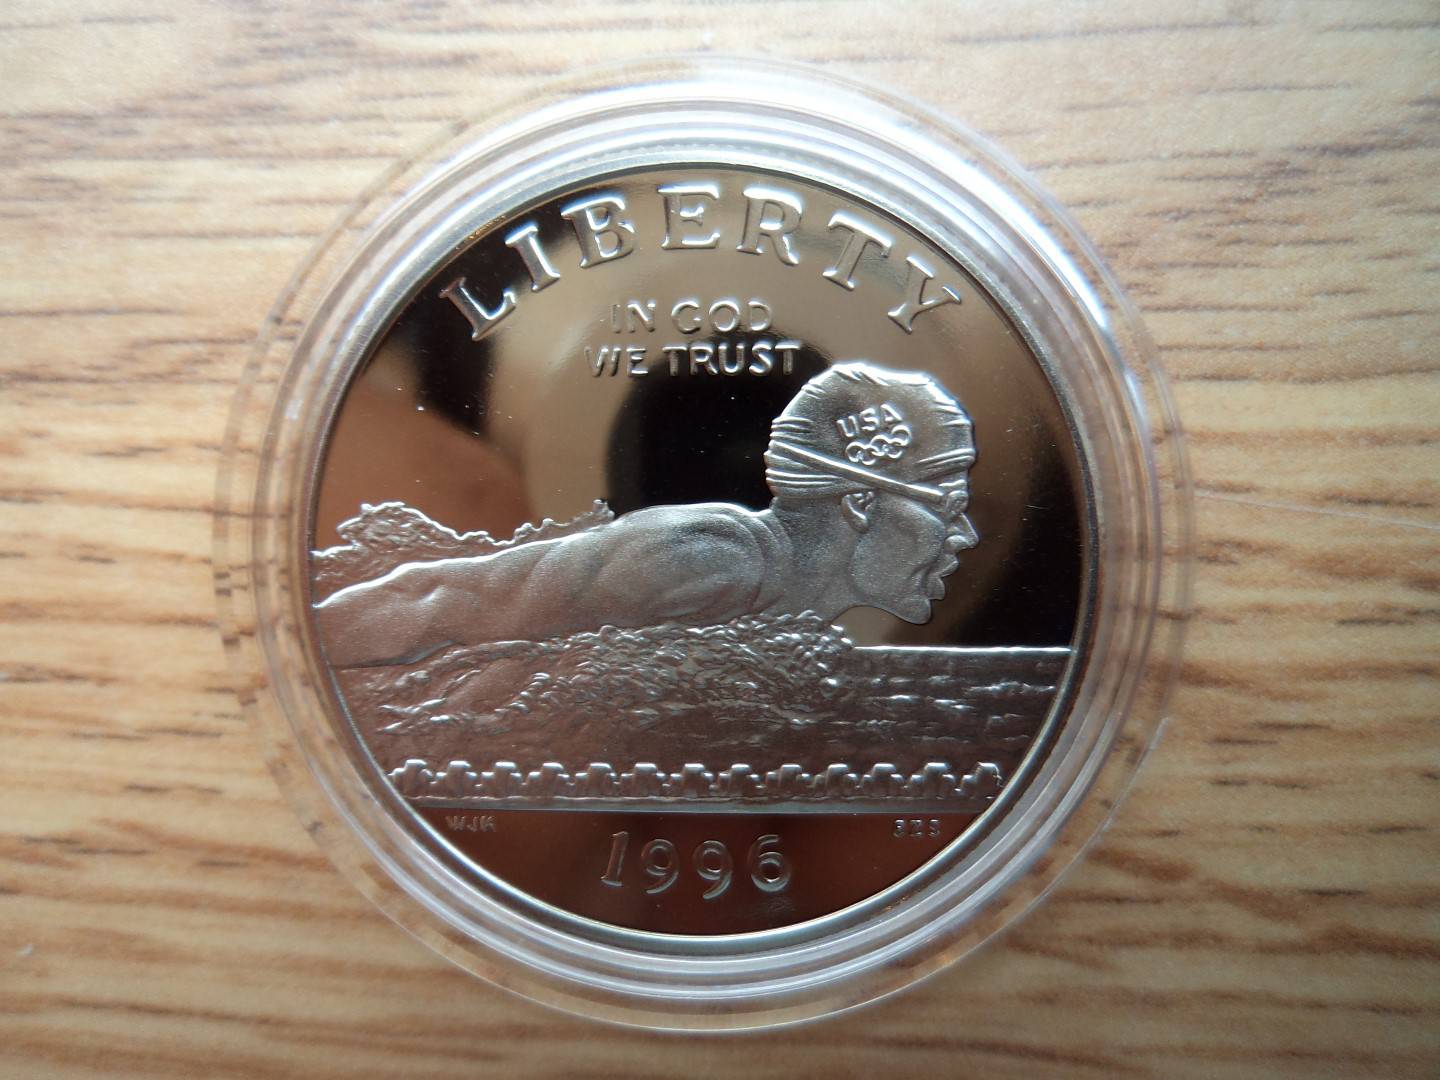 LIBERTY
IN GOD
WE TRUST
USA
WJK
1996